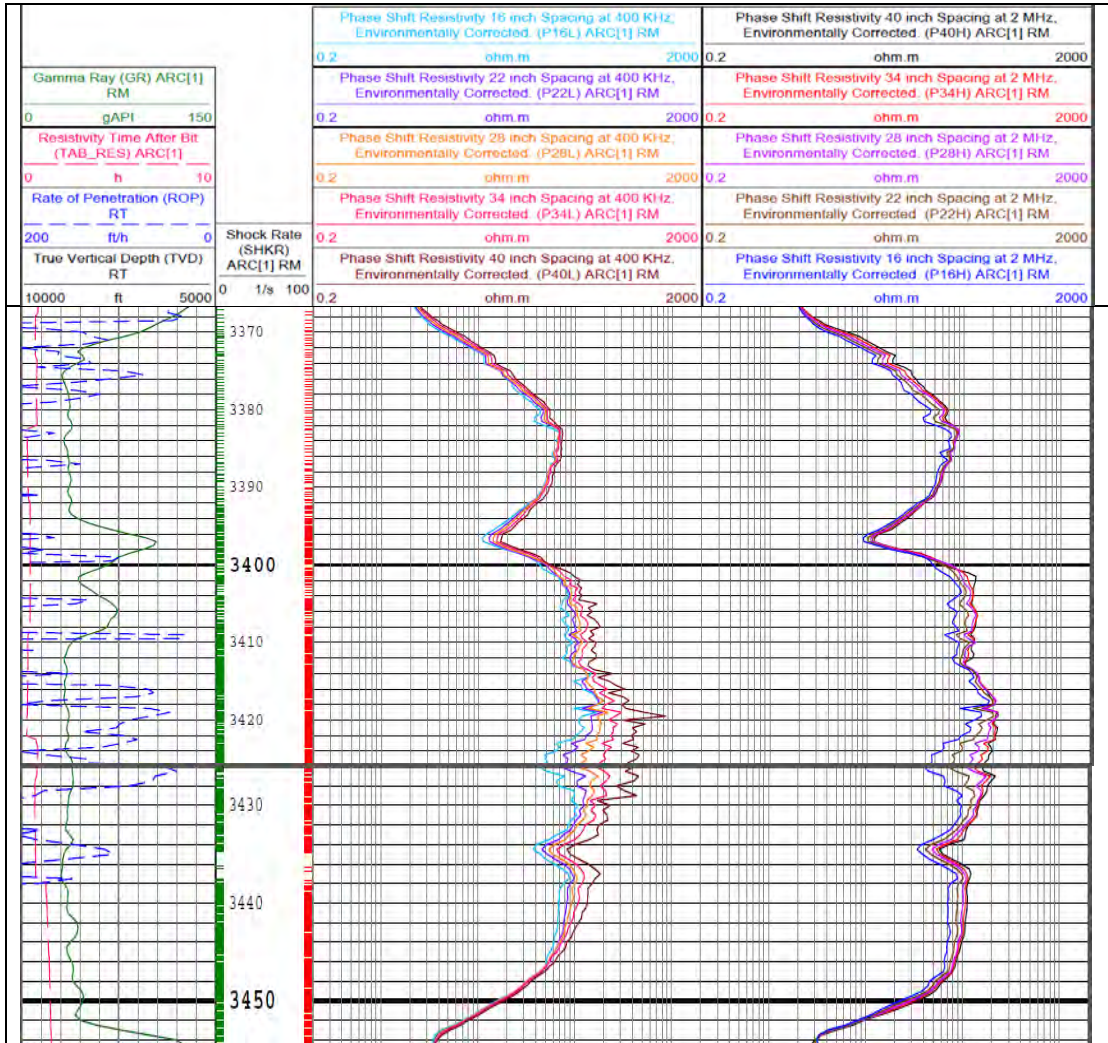 Gamma Ray (GR) ARC[1]
RM
0 gAPI 150
Resistivity Time After Bit
(TAB_RES) ARC[1]
0 h 10
Rate of Penetration (ROP)
RT
200 ft/h 0
True Vertical Depth (TVD)
RT
10000 ft 5000
Shock Rate
(SHKR)
ARC[1] RM
0 1/s 100
Phase Shift Resistivity 16 inch Spacing at 400 KHz,
Environmentally Corrected. (P16L) ARC[1] RM
0.2 ohm.m 2000
Phase Shift Resistivity 22 inch Spacing at 400 KHz,
Environmentally Corrected. (P22L) ARC[1] RM
0.2 ohm.m 2000
Phase Shift Resistivity 28 inch Spacing at 400 KHz,
Environmentally Corrected. (P28L) ARC[1] RM
0.2 ohm.m 2000
Phase Shift Resistivity 34 inch Spacing at 400 KHz,
Environmentally Corrected. (P34L) ARC[1] RM
0.2 ohm.m 2000
Phase Shift Resistivity 40 inch Spacing at 400 KHz,
Environmentally Corrected. (P40L) ARC[1] RM
0.2 ohm.m 2000
Phase Shift Resistivity 40 inch Spacing at 2 MHz,
Environmentally Corrected. (P40H) ARC[1] RM
0.2 ohm.m 2000
Phase Shift Resistivity 34 inch Spacing at 2 MHz,
Environmentally Corrected. (P34H) ARC[1] RM
0.2 ohm.m 2000
Phase Shift Resistivity 28 inch Spacing at 2 MHz,
Environmentally Corrected. (P28H) ARC[1] RM
0.2 ohm.m 2000
Phase Shift Resistivity 22 inch Spacing at 2 MHz,
Environmentally Corrected. (P22H) ARC[1] RM
0.2 ohm.m 2000
Phase Shift Resistivity 16 inch Spacing at 2 MHz,
Environmentally Corrected. (P16H) ARC[1] RM
0.2 ohm.m 2000
3370
3380
3390
3400
3410
3420
3430
3440
3450